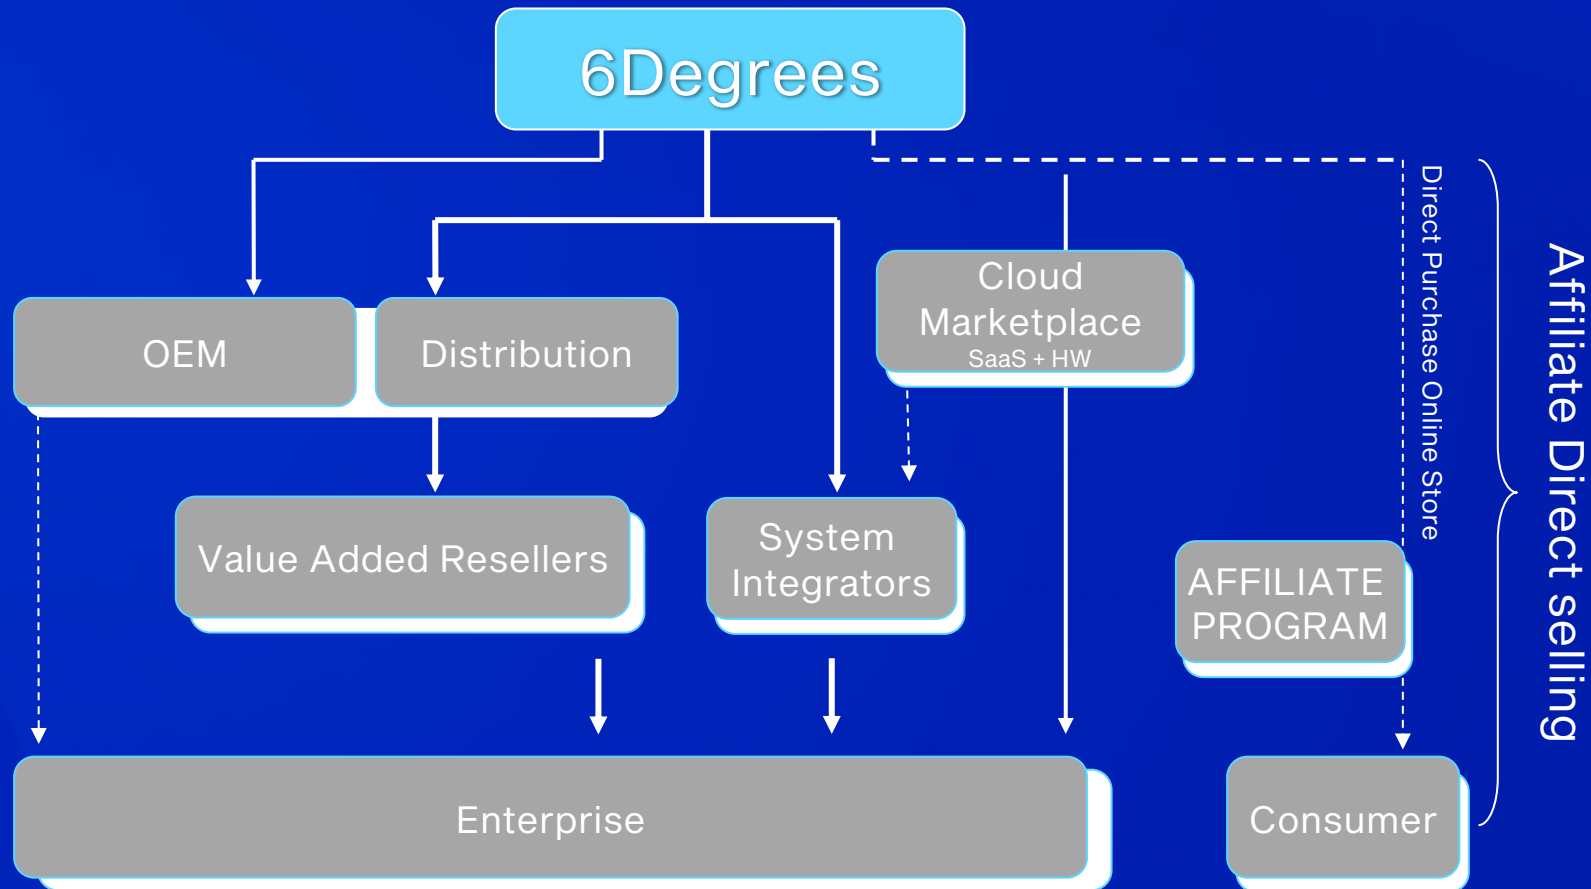 6Degrees
OEM
Distribution
Cloud
Marketplace
SaaS + HW
Direct Purchase Online Store
Affiliate Direct selling
Value Added Resellers
System
Integrators
AFFILIATE
PROGRAM
Enterprise
Consumer